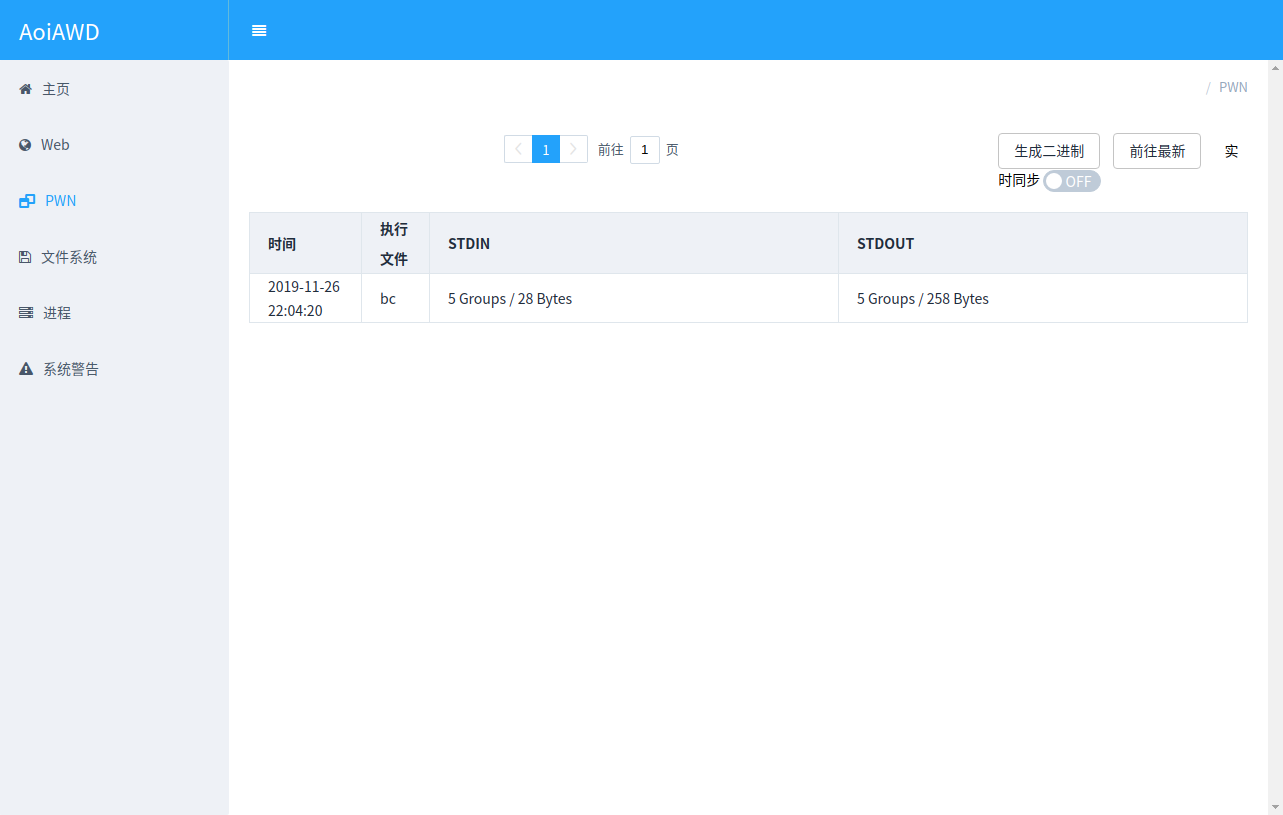 AoiAWD
主页
Web
PWN
文件系统
进程
系统警告
/ PWN
1 前往 1 页
生成二进制 前往最新 实
时同步 OFF
时间 执行 STDIN STDOUT
文件
2019-11-26 bc 5 Groups / 28 Bytes 5 Groups / 258 Bytes
22:04:20